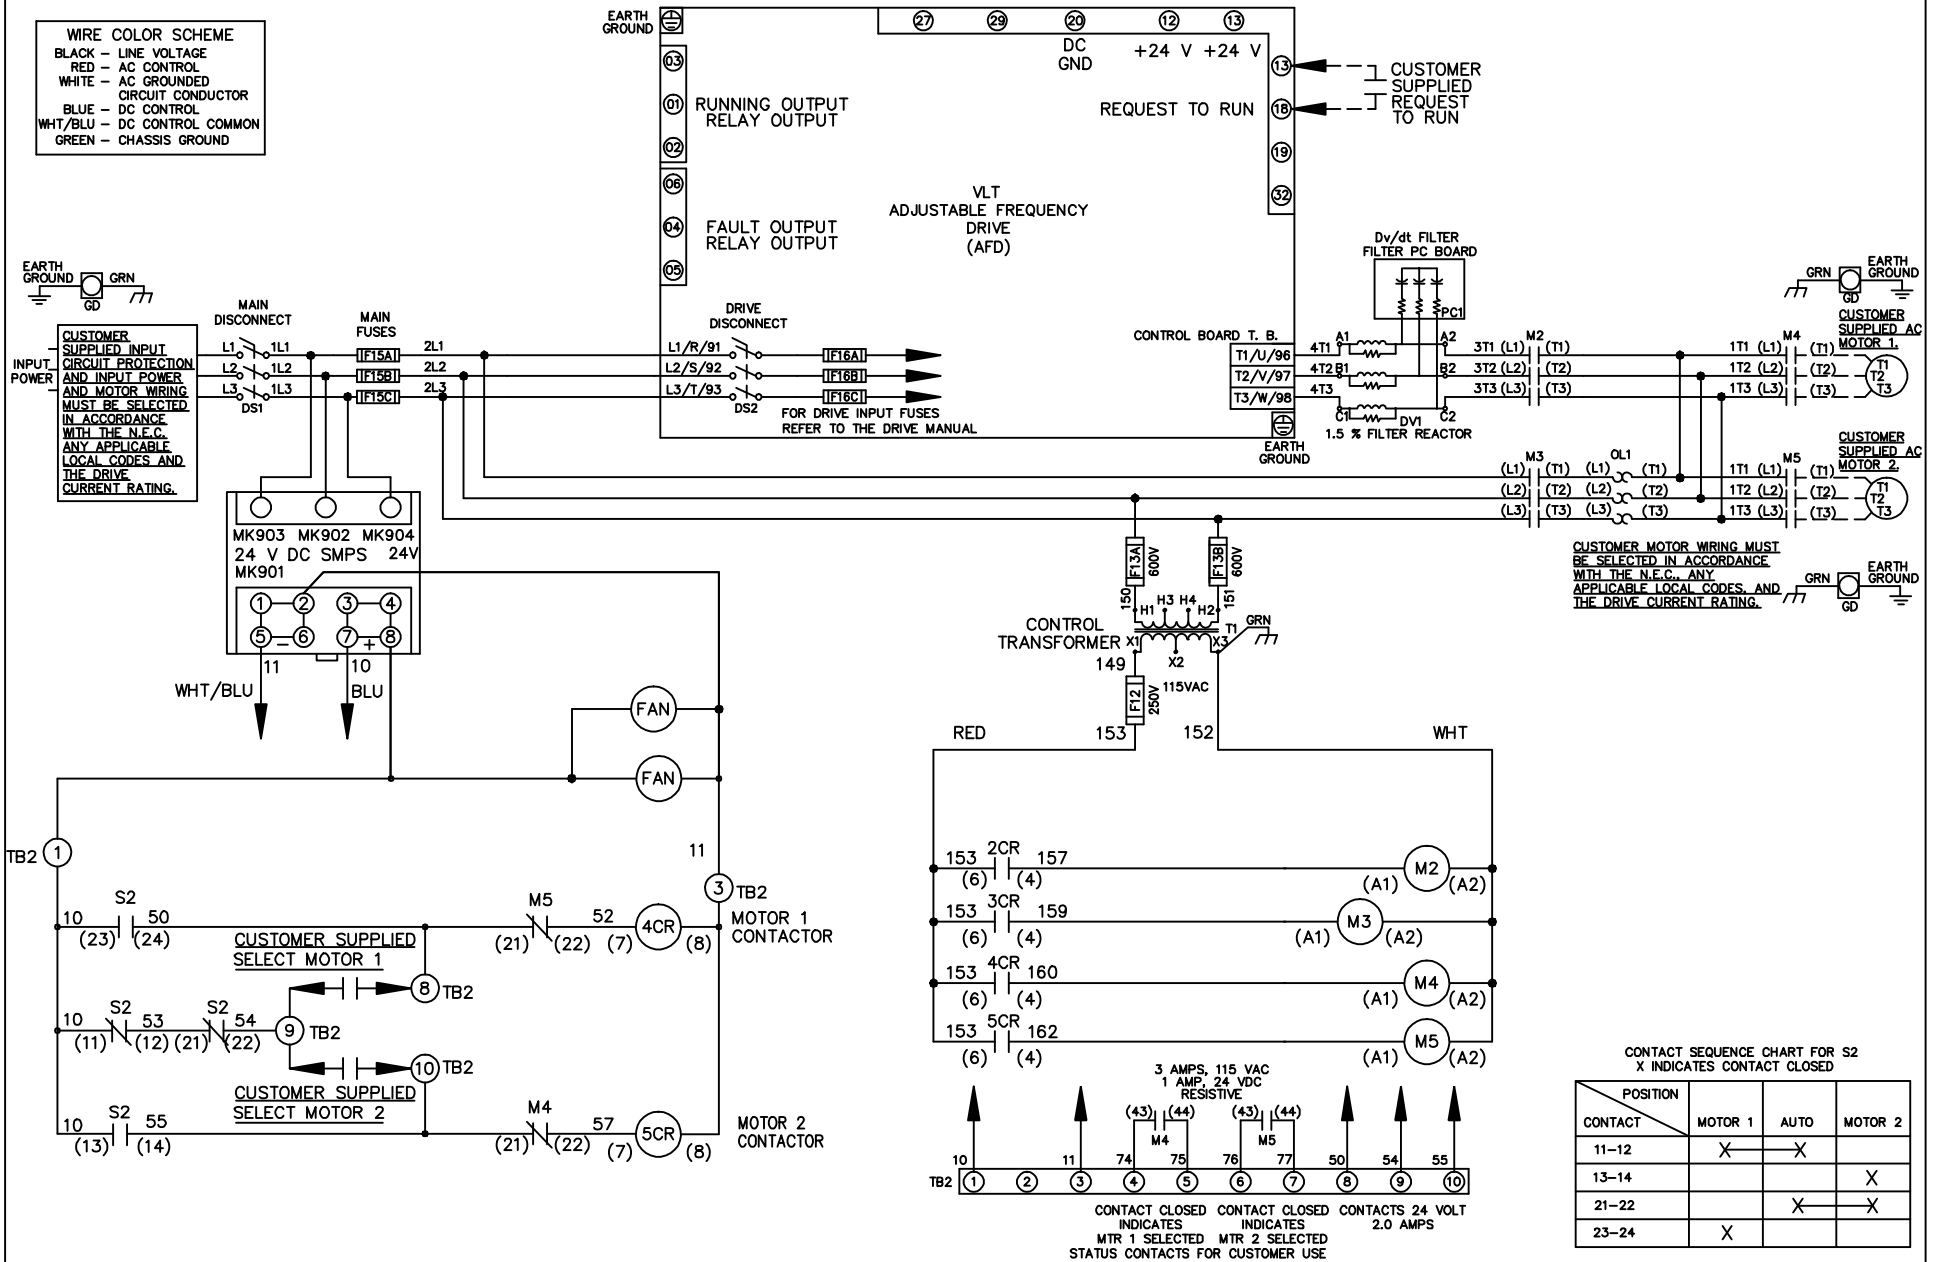 WIRE COLOR SCHEME
BLACK – LINE VOLTAGE
RED – AC CONTROL
WHITE – AC GROUNDED
CIRCUIT CONDUCTOR
BLUE – DC CONTROL
WHT/BLU – DC CONTROL COMMON
GREEN – CHASSIS GROUND
EARTH
GROUND
27 29 20 12 13
DC
GND
+24 V +24 V
03
01
02
RUNNING OUTPUT
RELAY OUTPUT
06
04
05
FAULT OUTPUT
RELAY OUTPUT
13
18
19
32
REQUEST TO RUN
CUSTOMER
SUPPLIED
REQUEST
TO RUN
VLT
ADJUSTABLE FREQUENCY
DRIVE
(AFD)
EARTH
GROUND
GRN
GD
INPUT
POWER
CUSTOMER
SUPPLIED INPUT
CIRCUIT PROTECTION
AND INPUT POWER
AND MOTOR WIRING
MUST BE SELECTED
IN ACCORDANCE
WITH THE N.E.C.
ANY APPLICABLE
LOCAL CODES AND
THE DRIVE
CURRENT RATING.
MAIN
DISCONNECT
L1 1L1
L2 1L2
L3 1L3
DS1
MAIN
FUSES
F15A 2L1
F15B 2L2
F15C 2L3
DRIVE
DISCONNECT
L1/R/91
L2/S/92
L3/T/93
DS2
F16A
F16B
F16C
FOR DRIVE INPUT FUSES
REFER TO THE DRIVE MANUAL
CONTROL BOARD T. B.
T1/U/96
T2/V/97
T3/W/98
EARTH
GROUND
Dv/dt FILTER
FILTER PC BOARD
PC1
4T1 A1 A2
4T2 B1 B2
4T3 C1 C2
DV1
1.5 % FILTER REACTOR
M2
3T1 (L1) (T1)
3T2 (L2) (T2)
3T3 (L3) (T3)
M4
1T1 (L1) (T1)
1T2 (L2) (T2)
1T3 (L3) (T3)
GRN
EARTH
GROUND
GD
CUSTOMER
SUPPLIED AC
MOTOR 1.
T1
T2
T3
M3
(L1) (T1)
(L2) (T2)
(L3) (T3)
OL1
(L1) (T1)
(L2) (T2)
(L3) (T3)
M5
1T1 (L1) (T1)
1T2 (L2) (T2)
1T3 (L3) (T3)
CUSTOMER
SUPPLIED AC
MOTOR 2.
T1
T2
T3
CUSTOMER MOTOR WIRING MUST
BE SELECTED IN ACCORDANCE
WITH THE N.E.C., ANY
APPLICABLE LOCAL CODES, AND
THE DRIVE CURRENT RATING.
GRN
EARTH
GROUND
GD
MK903 MK902 MK904
24 V DC SMPS 24V
MK901
1 2 3 4
5 – 6 7 + 8
11
10
WHT/BLU
BLU
FAN
FAN
F13A
600V
F13B
600V
150
151
H1 H3 H4 H2
T1
GRN
CONTROL
TRANSFORMER
X1 X2 X3
149
115VAC
F12
250V
153
152
RED
WHT
TB2 1
11
3 TB2
S2
10 50
(23) (24)
M5
(21) (22)
52
(7) 4CR (8)
MOTOR 1
CONTACTOR
CUSTOMER SUPPLIED
SELECT MOTOR 1
8 TB2
S2
10 53
(11) (12)
S2
54
(21) (22)
9 TB2
10 TB2
CUSTOMER SUPPLIED
SELECT MOTOR 2
S2
10 55
(13) (14)
M4
(21) (22)
57
(7) 5CR (8)
MOTOR 2
CONTACTOR
153 2CR 157
(6) (4)
(A1) M2 (A2)
153 3CR 159
(6) (4)
(A1) M3 (A2)
153 4CR 160
(6) (4)
(A1) M4 (A2)
153 5CR 162
(6) (4)
(A1) M5 (A2)
3 AMPS, 115 VAC
1 AMP, 24 VDC
RESISTIVE
(43) (44) (43) (44)
M4 M5
10 11 74 75 76 77 50 54 55
TB2 1 2 3 4 5 6 7 8 9 10
CONTACT CLOSED
INDICATES
MTR 1 SELECTED
CONTACT CLOSED
INDICATES
MTR 2 SELECTED
STATUS CONTACTS FOR CUSTOMER USE
CONTACTS 24 VOLT
2.0 AMPS
CONTACT SEQUENCE CHART FOR S2
X INDICATES CONTACT CLOSED
POSITION
CONTACT MOTOR 1 AUTO MOTOR 2
11–12 X X
13–14 X
21–22 X X
23–24 X